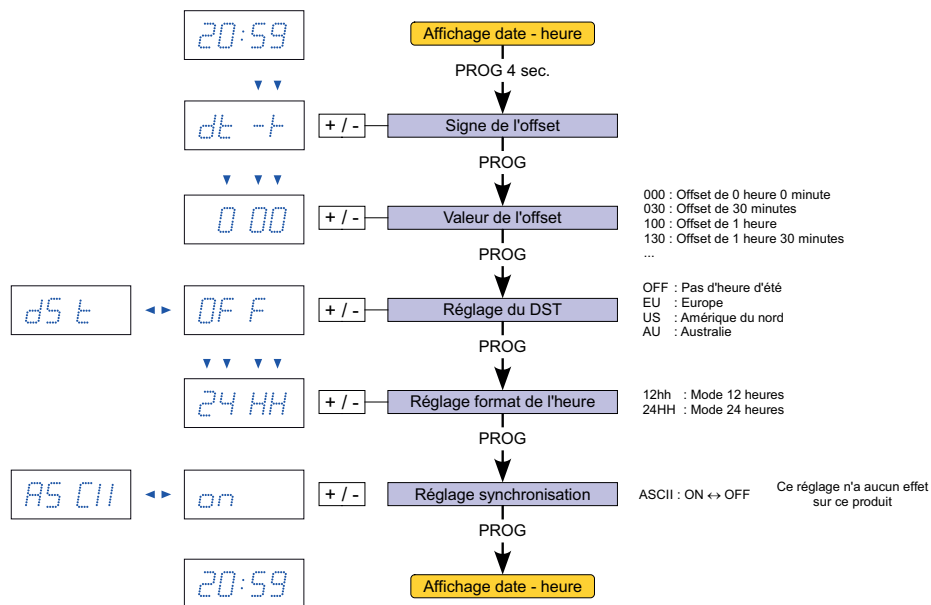 20:59
Affichage date - heure
PROG 4 sec.
dt -+
+ / -
Signe de l'offset
PROG
0 00
+ / -
Valeur de l'offset
000 : Offset de 0 heure 0 minute
030 : Offset de 30 minutes
100 : Offset de 1 heure
130 : Offset de 1 heure 30 minutes
...
PROG
dSt
OFF
+ / -
Réglage du DST
OFF : Pas d'heure d'été
EU : Europe
US : Amérique du nord
AU : Australie
PROG
24 HH
+ / -
Réglage format de l'heure
12hh : Mode 12 heures
24HH : Mode 24 heures
PROG
ASCII
on
+ / -
Réglage synchronisation
ASCII : ON ↔ OFF
Ce réglage n'a aucun effet
sur ce produit
PROG
20:59
Affichage date - heure